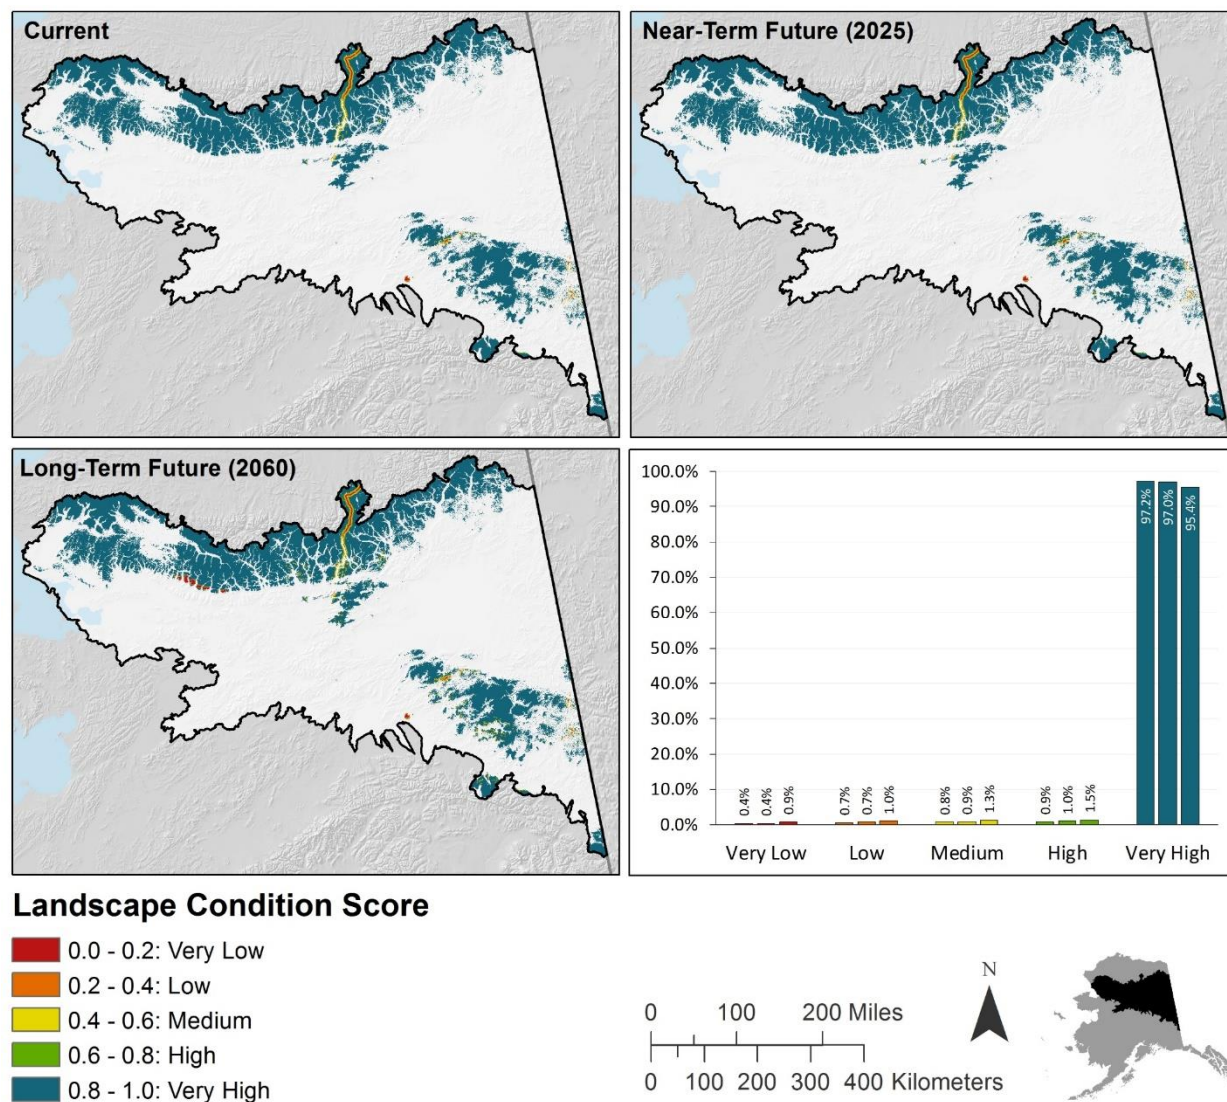 Current
Near-Term Future (2025)
Long-Term Future (2060)
100.0%
90.0%
80.0%
70.0%
60.0%
50.0%
40.0%
30.0%
20.0%
10.0%
0.0%
0.4%
0.4%
0.9%
0.7%
0.7%
1.0%
0.8%
0.9%
1.3%
0.9%
1.0%
1.5%
97.2%
97.0%
95.4%
Very Low
Low
Medium
High
Very High
Landscape Condition Score
0.0 - 0.2: Very Low
0.2 - 0.4: Low
0.4 - 0.6: Medium
0.6 - 0.8: High
0.8 - 1.0: Very High
0 100 200 Miles
0 100 200 300 400 Kilometers
N